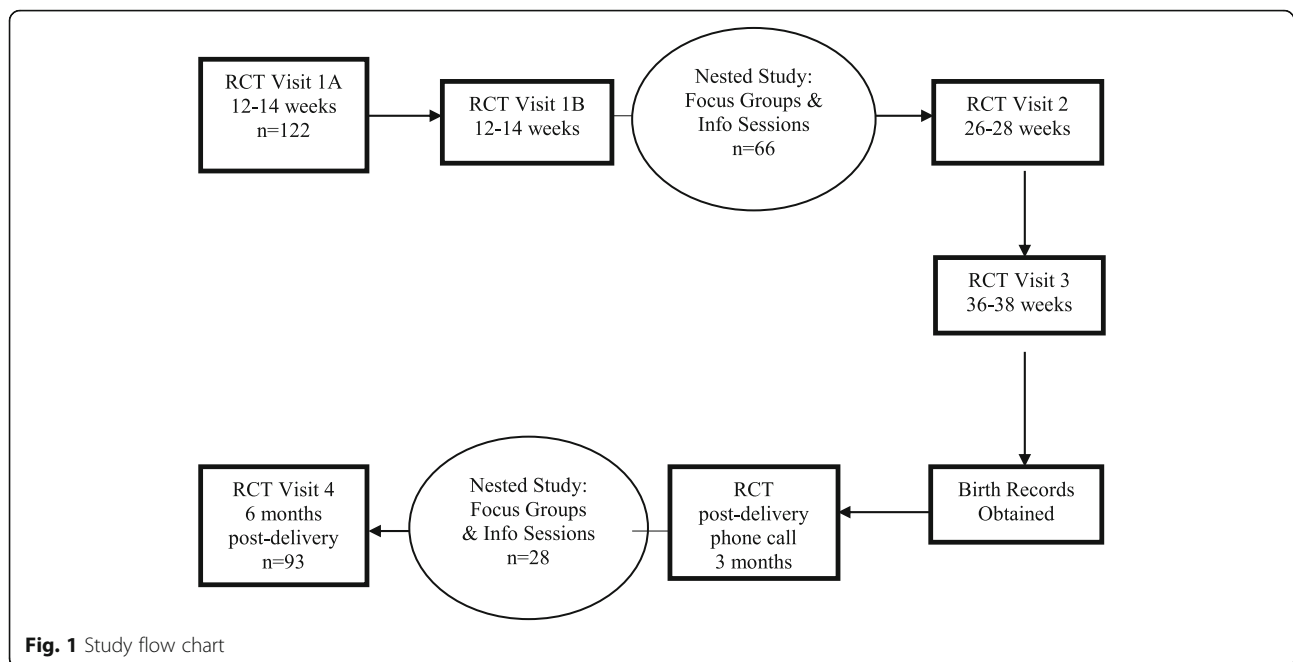 RCT Visit 1A
12-14 weeks
n=122
RCT Visit 1B
12-14 weeks
Nested Study:
Focus Groups &
Info Sessions
n=66
RCT Visit 2
26-28 weeks
RCT Visit 3
36-38 weeks
Birth Records
Obtained
RCT
post-delivery
phone call
3 months
Nested Study:
Focus Groups
& Info Sessions
n=28
RCT Visit 4
6 months
post-delivery
n=93
Fig. 1 Study flow chart